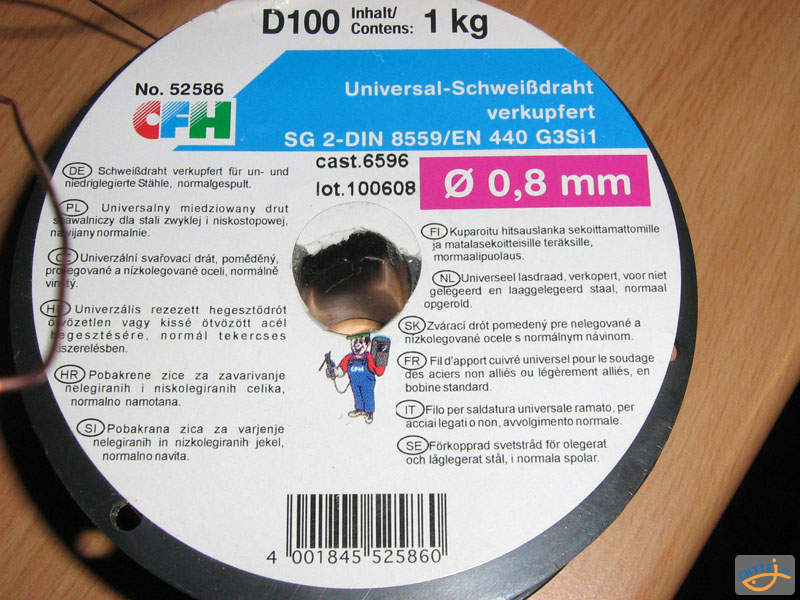 D100 Inhalt/ Contens: 1 kg
No. 52586
CFH
Universal-Schweißdraht
verkupfert
SG 2-DIN 8559/EN 440 G3Si1
cast.6596
lot.100608
Ø 0,8 mm
DE Schweißdraht verkupfert für un- und
niedriglegierte Stähle, normalgespult.
PL Universalny miedziowany drut
spawalniczy dla stali zwykłej i niskostopowej,
nawijany normalnie.
CZ Univerzální svařovací drát, poměděný,
pro legované a nízkolegované oceli, normálně
vinutý.
HU Univerzális rezezett hegesztődrót
ötvözetlen vagy kissé ötvözött acél
hegesztésére, normál tekercses
kiszerelésben.
HR Pobakrene zice za zavarivanje
nelegiranih i niskolegiranih celika,
normalno namotana.
SI Pobakrana zica za varjenje
nelegiranih in nizkolegiranih jekel,
normalno navita.
FI Kuparoitu hitsauslanka sekoittamattomille
ja matalasekoitteisille teräksille,
mormaalipuolaus.
NL Universeel lasdraad, verkopert, voor niet
gelegeerd en laaggelegeerd staal, normaal
opgerold.
SK Zvárací drôt pomedený pre nelegované a
nízkolegované ocele s normálnym návinom.
FR Fil d'apport cuivré universel pour le soudage
des aciers non alliés ou légèrement alliés, en
bobine standard.
IT Filo per saldatura universale ramato, per
acciai legati o non, avvolgimento normale.
SE Förkopprad svetstråd för olegerat
och låglegerat stål, i normala spolar.
CFH
4 001845 525860